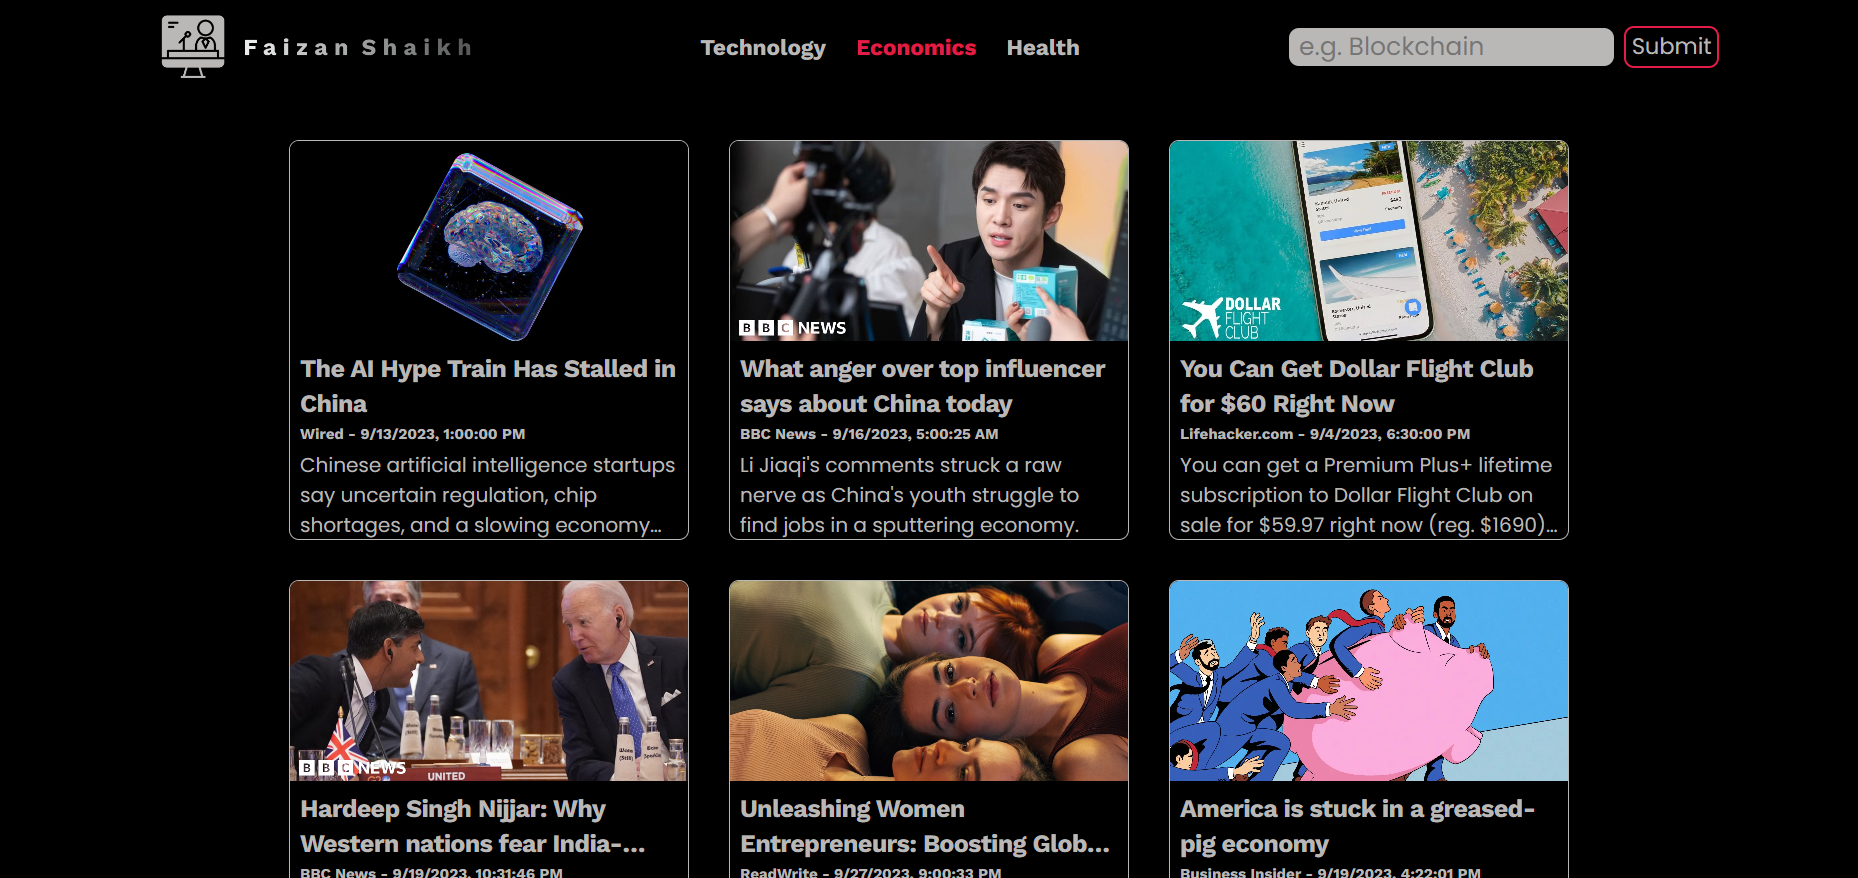 Faizan Shaikh
Technology Economics Health
e.g. Blockchain Submit
BBC NEWS
DOLLAR
FLIGHT
CLUB
The AI Hype Train Has Stalled in
China
Wired - 9/13/2023, 1:00:00 PM
Chinese artificial intelligence startups
say uncertain regulation, chip
shortages, and a slowing economy...
What anger over top influencer
says about China today
BBC News - 9/16/2023, 5:00:25 AM
Li Jiaqi's comments struck a raw
nerve as China's youth struggle to
find jobs in a sputtering economy.
You Can Get Dollar Flight Club
for $60 Right Now
Lifehacker.com - 9/4/2023, 6:30:00 PM
You can get a Premium Plus+ lifetime
subscription to Dollar Flight Club on
sale for $59.97 right now (reg. $1690)...
BBC NEWS
UNITED
Hardeep Singh Nijjar: Why
Western nations fear India-...
BBC News - 9/19/2023, 10:31:46 PM
Unleashing Women
Entrepreneurs: Boosting Glob...
ReadWrite - 9/27/2023, 9:00:33 PM
America is stuck in a greased-
pig economy
Business Insider - 9/19/2023, 4:22:01 PM